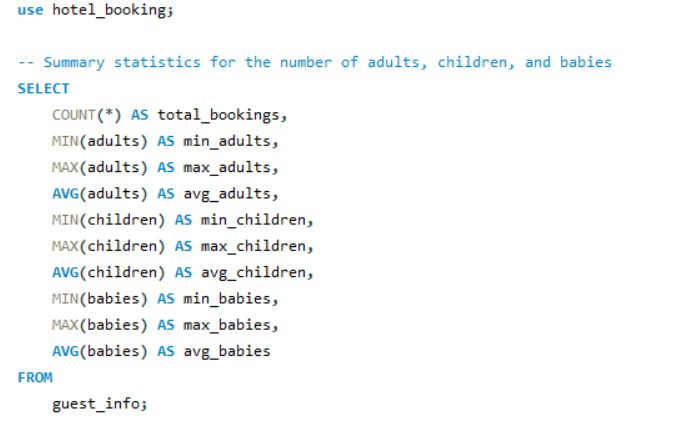 use hotel_booking;
-- Summary statistics for the number of adults, children, and babies
SELECT
COUNT(*) AS total_bookings,
MIN(adults) AS min_adults,
MAX(adults) AS max_adults,
AVG(adults) AS avg_adults,
MIN(children) AS min_children,
MAX(children) AS max_children,
AVG(children) AS avg_children,
MIN(babies) AS min_babies,
MAX(babies) AS max_babies,
AVG(babies) AS avg_babies
FROM
guest_info;